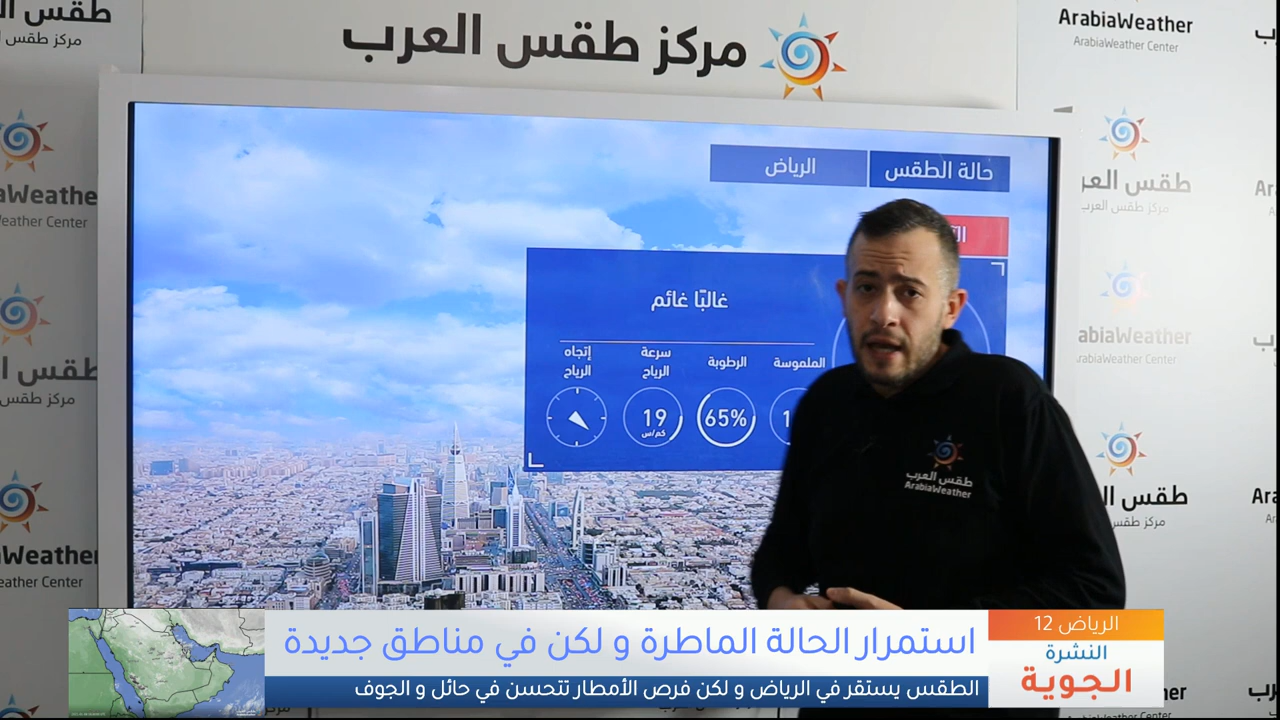 مركز طقس العرب
ArabiaWeather
ArabiaWeather Center
طقس العرب
مركز طقس العرب
حالة الطقس
الرياض
غالبًا غائم
الملموسة
الرطوبة
65%
سرعة
الرياح
19
كم/س
إتجاه
الرياح
طقس العرب
ArabiaWeather
الرياض 12
النشرة
الجوية
استمرار الحالة الماطرة و لكن في مناطق جديدة
الطقس يستقر في الرياض و لكن فرص الأمطار تتحسن في حائل و الجوف